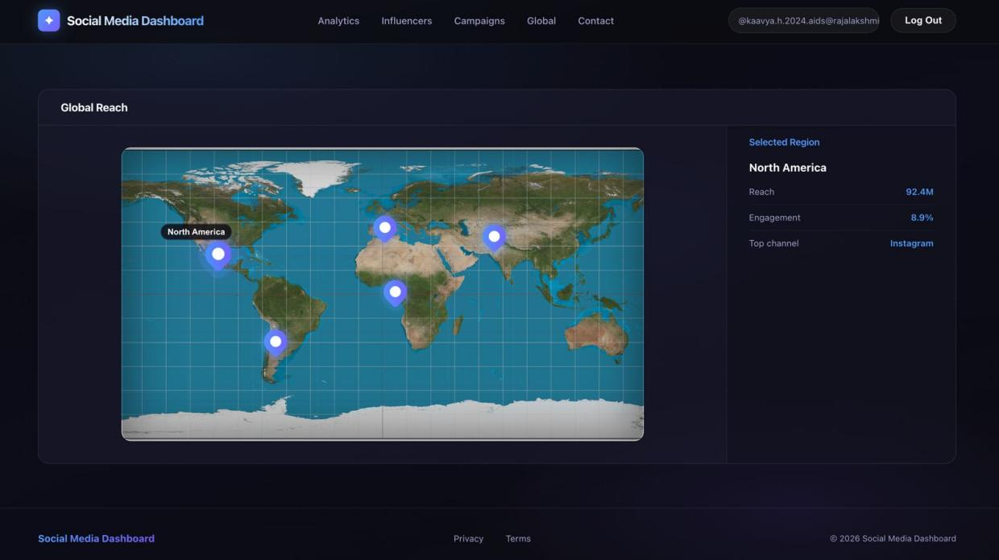 Social Media Dashboard
Analytics
Influencers
Campaigns
Global
Contact
@kaavya.h.2024.aids@rajalakshmi
Log Out
Global Reach
North America
Selected Region
North America
Reach 92.4M
Engagement 8.9%
Top channel Instagram
Social Media Dashboard
Privacy
Terms
© 2026 Social Media Dashboard